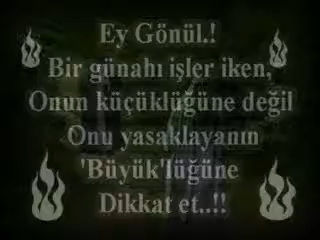 Ey Gönül.!
Bir günahı işler iken,
Onun küçüklüğüne değil
Onu yasaklayanın
'Büyük'lüğüne
Dikkat et..!!